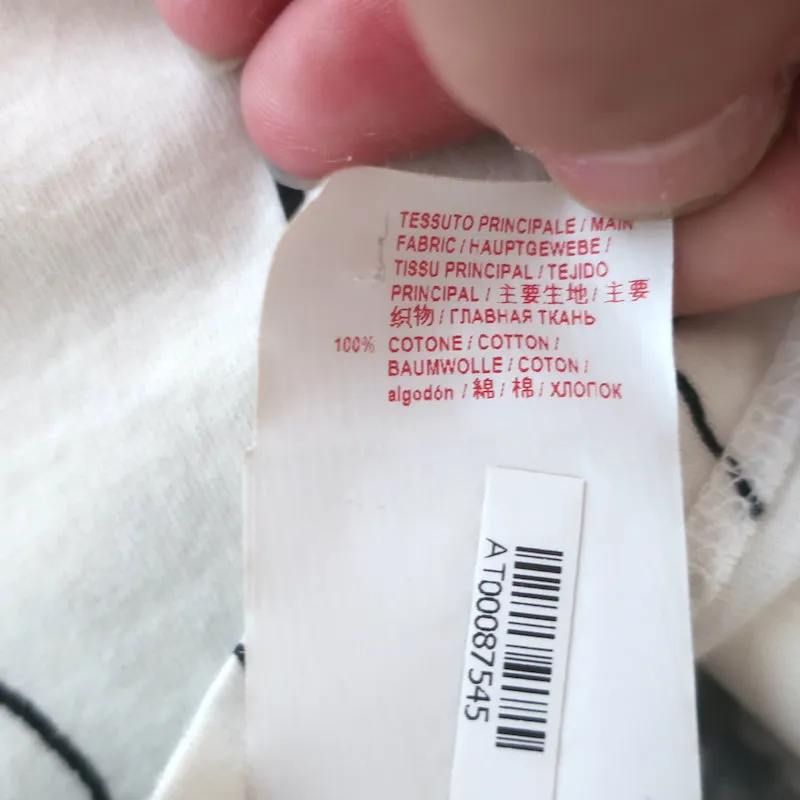 TESSUTO PRINCIPALE / MAIN
FABRIC / HAUPTGEWEBE /
TISSU PRINCIPAL / TEJIDO
PRINCIPAL / 主要生地 / 主要
织物 / ГЛАВНАЯ ТКАНЬ
100% COTONE / COTTON /
BAUMWOLLE / COTON /
algodón / 綿 / 棉 / ХЛОПОК
AT00087545